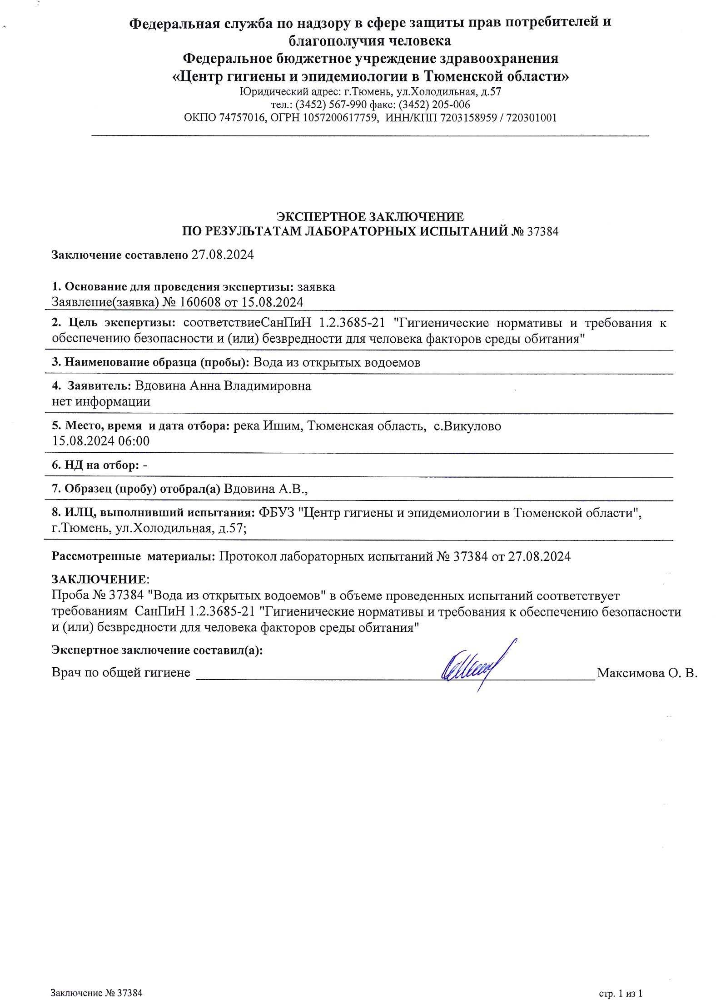 Федеральная служба по надзору в сфере защиты прав потребителей и
благополучия человека
Федеральное бюджетное учреждение здравоохранения
«Центр гигиены и эпидемиологии в Тюменской области»
Юридический адрес: г.Тюмень, ул.Холодильная, д.57
тел.: (3452) 567-990 факс: (3452) 205-006
ОКПО 74757016, ОГРН 1057200617759, ИНН/КПП 7203158959 / 720301001
ЭКСПЕРТНОЕ ЗАКЛЮЧЕНИЕ
ПО РЕЗУЛЬТАТАМ ЛАБОРАТОРНЫХ ИСПЫТАНИЙ № 37384
Заключение составлено 27.08.2024
1. Основание для проведения экспертизы: заявка
Заявление(заявка) № 160608 от 15.08.2024
2. Цель экспертизы: соответствиеСанПиН 1.2.3685-21 "Гигиенические нормативы и требования к
обеспечению безопасности и (или) безвредности для человека факторов среды обитания"
3. Наименование образца (пробы): Вода из открытых водоемов
4. Заявитель: Вдовина Анна Владимировна
нет информации
5. Место, время и дата отбора: река Ишим, Тюменская область, с.Викулово
15.08.2024 06:00
6. НД на отбор: -
7. Образец (пробу) отобрал(а) Вдовина А.В.,
8. ИЛЦ, выполнивший испытания: ФБУЗ "Центр гигиены и эпидемиологии в Тюменской области",
г.Тюмень, ул.Холодильная, д.57;
Рассмотренные материалы: Протокол лабораторных испытаний № 37384 от 27.08.2024
ЗАКЛЮЧЕНИЕ:
Проба № 37384 "Вода из открытых водоемов" в объеме проведенных испытаний соответствует
требованиям СанПиН 1.2.3685-21 "Гигиенические нормативы и требования к обеспечению безопасности
и (или) безвредности для человека факторов среды обитания"
Экспертное заключение составил(а):
Врач по общей гигиене Максимова О. В.
Заключение № 37384 стр. 1 из 1